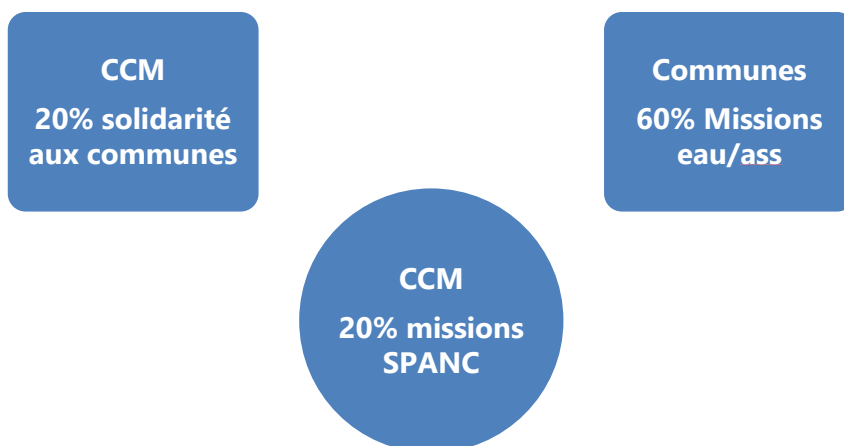 CCM
20% solidarité
aux communes
Communes
60% Missions
eau/ass
CCM
20% missions
SPANC